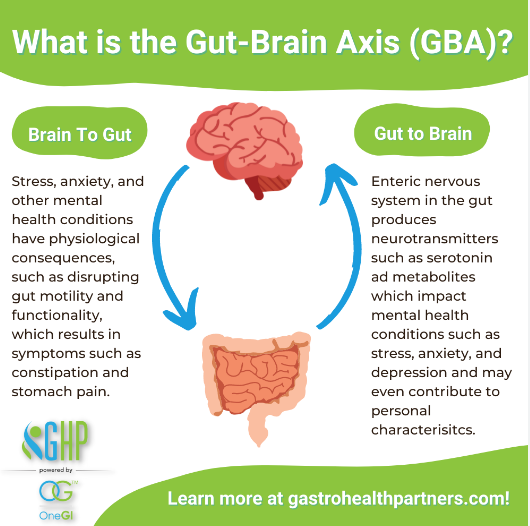 What is the Gut-Brain Axis (GBA)?
Brain To Gut
Stress, anxiety, and
other mental
health conditions
have physiological
consequences,
such as disrupting
gut motility and
functionality,
which results in
symptoms such as
constipation and
stomach pain.
Gut to Brain
Enteric nervous
system in the gut
produces
neurotransmitters
such as serotonin
ad metabolites
which impact
mental health
conditions such as
stress, anxiety, and
depression and may
even contribute to
personal
characterisitcs.
GHP
powered by
OG™
OneGI
Learn more at gastrohealthpartners.com!